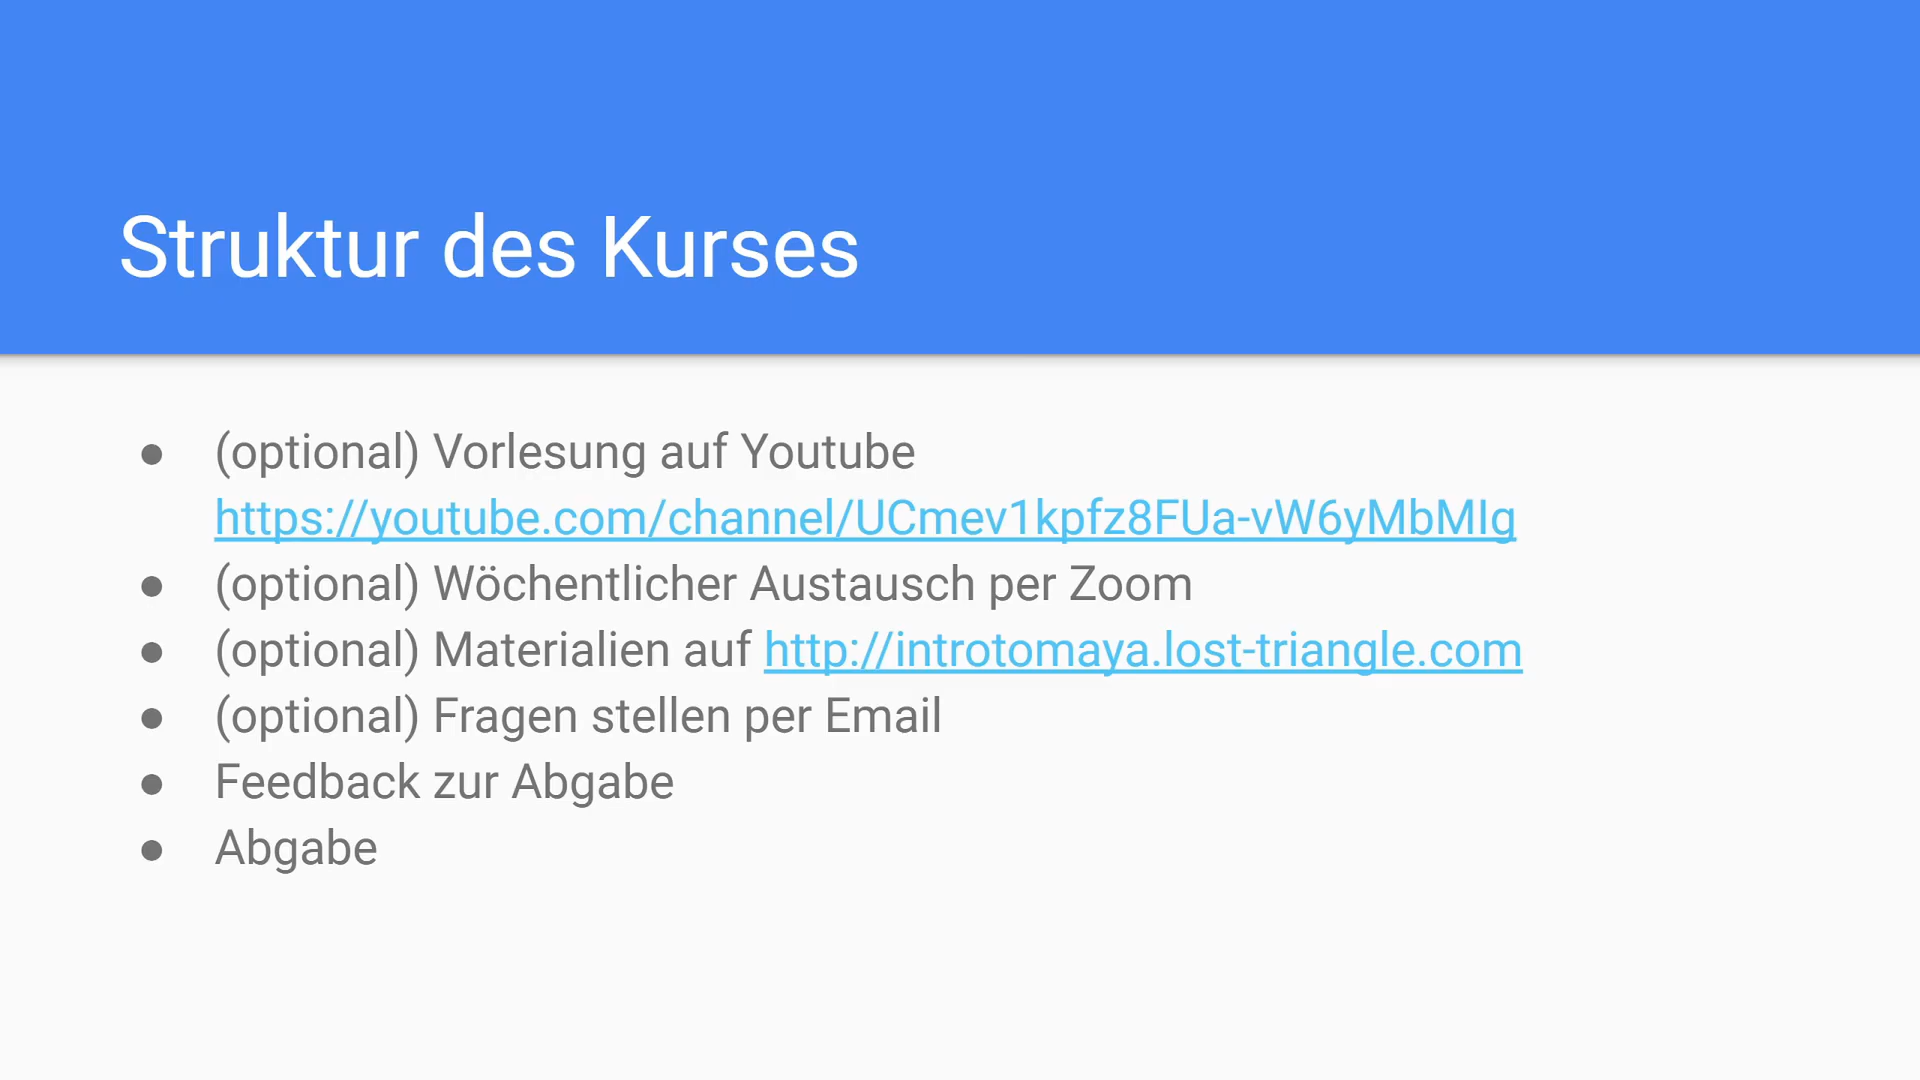 Struktur des Kurses
● (optional) Vorlesung auf Youtube
https://youtube.com/channel/UCmev1kpfz8FUa-vW6yMbMIg
● (optional) Wöchentlicher Austausch per Zoom
● (optional) Materialien auf http://introtomaya.lost-triangle.com
● (optional) Fragen stellen per Email
● Feedback zur Abgabe
● Abgabe